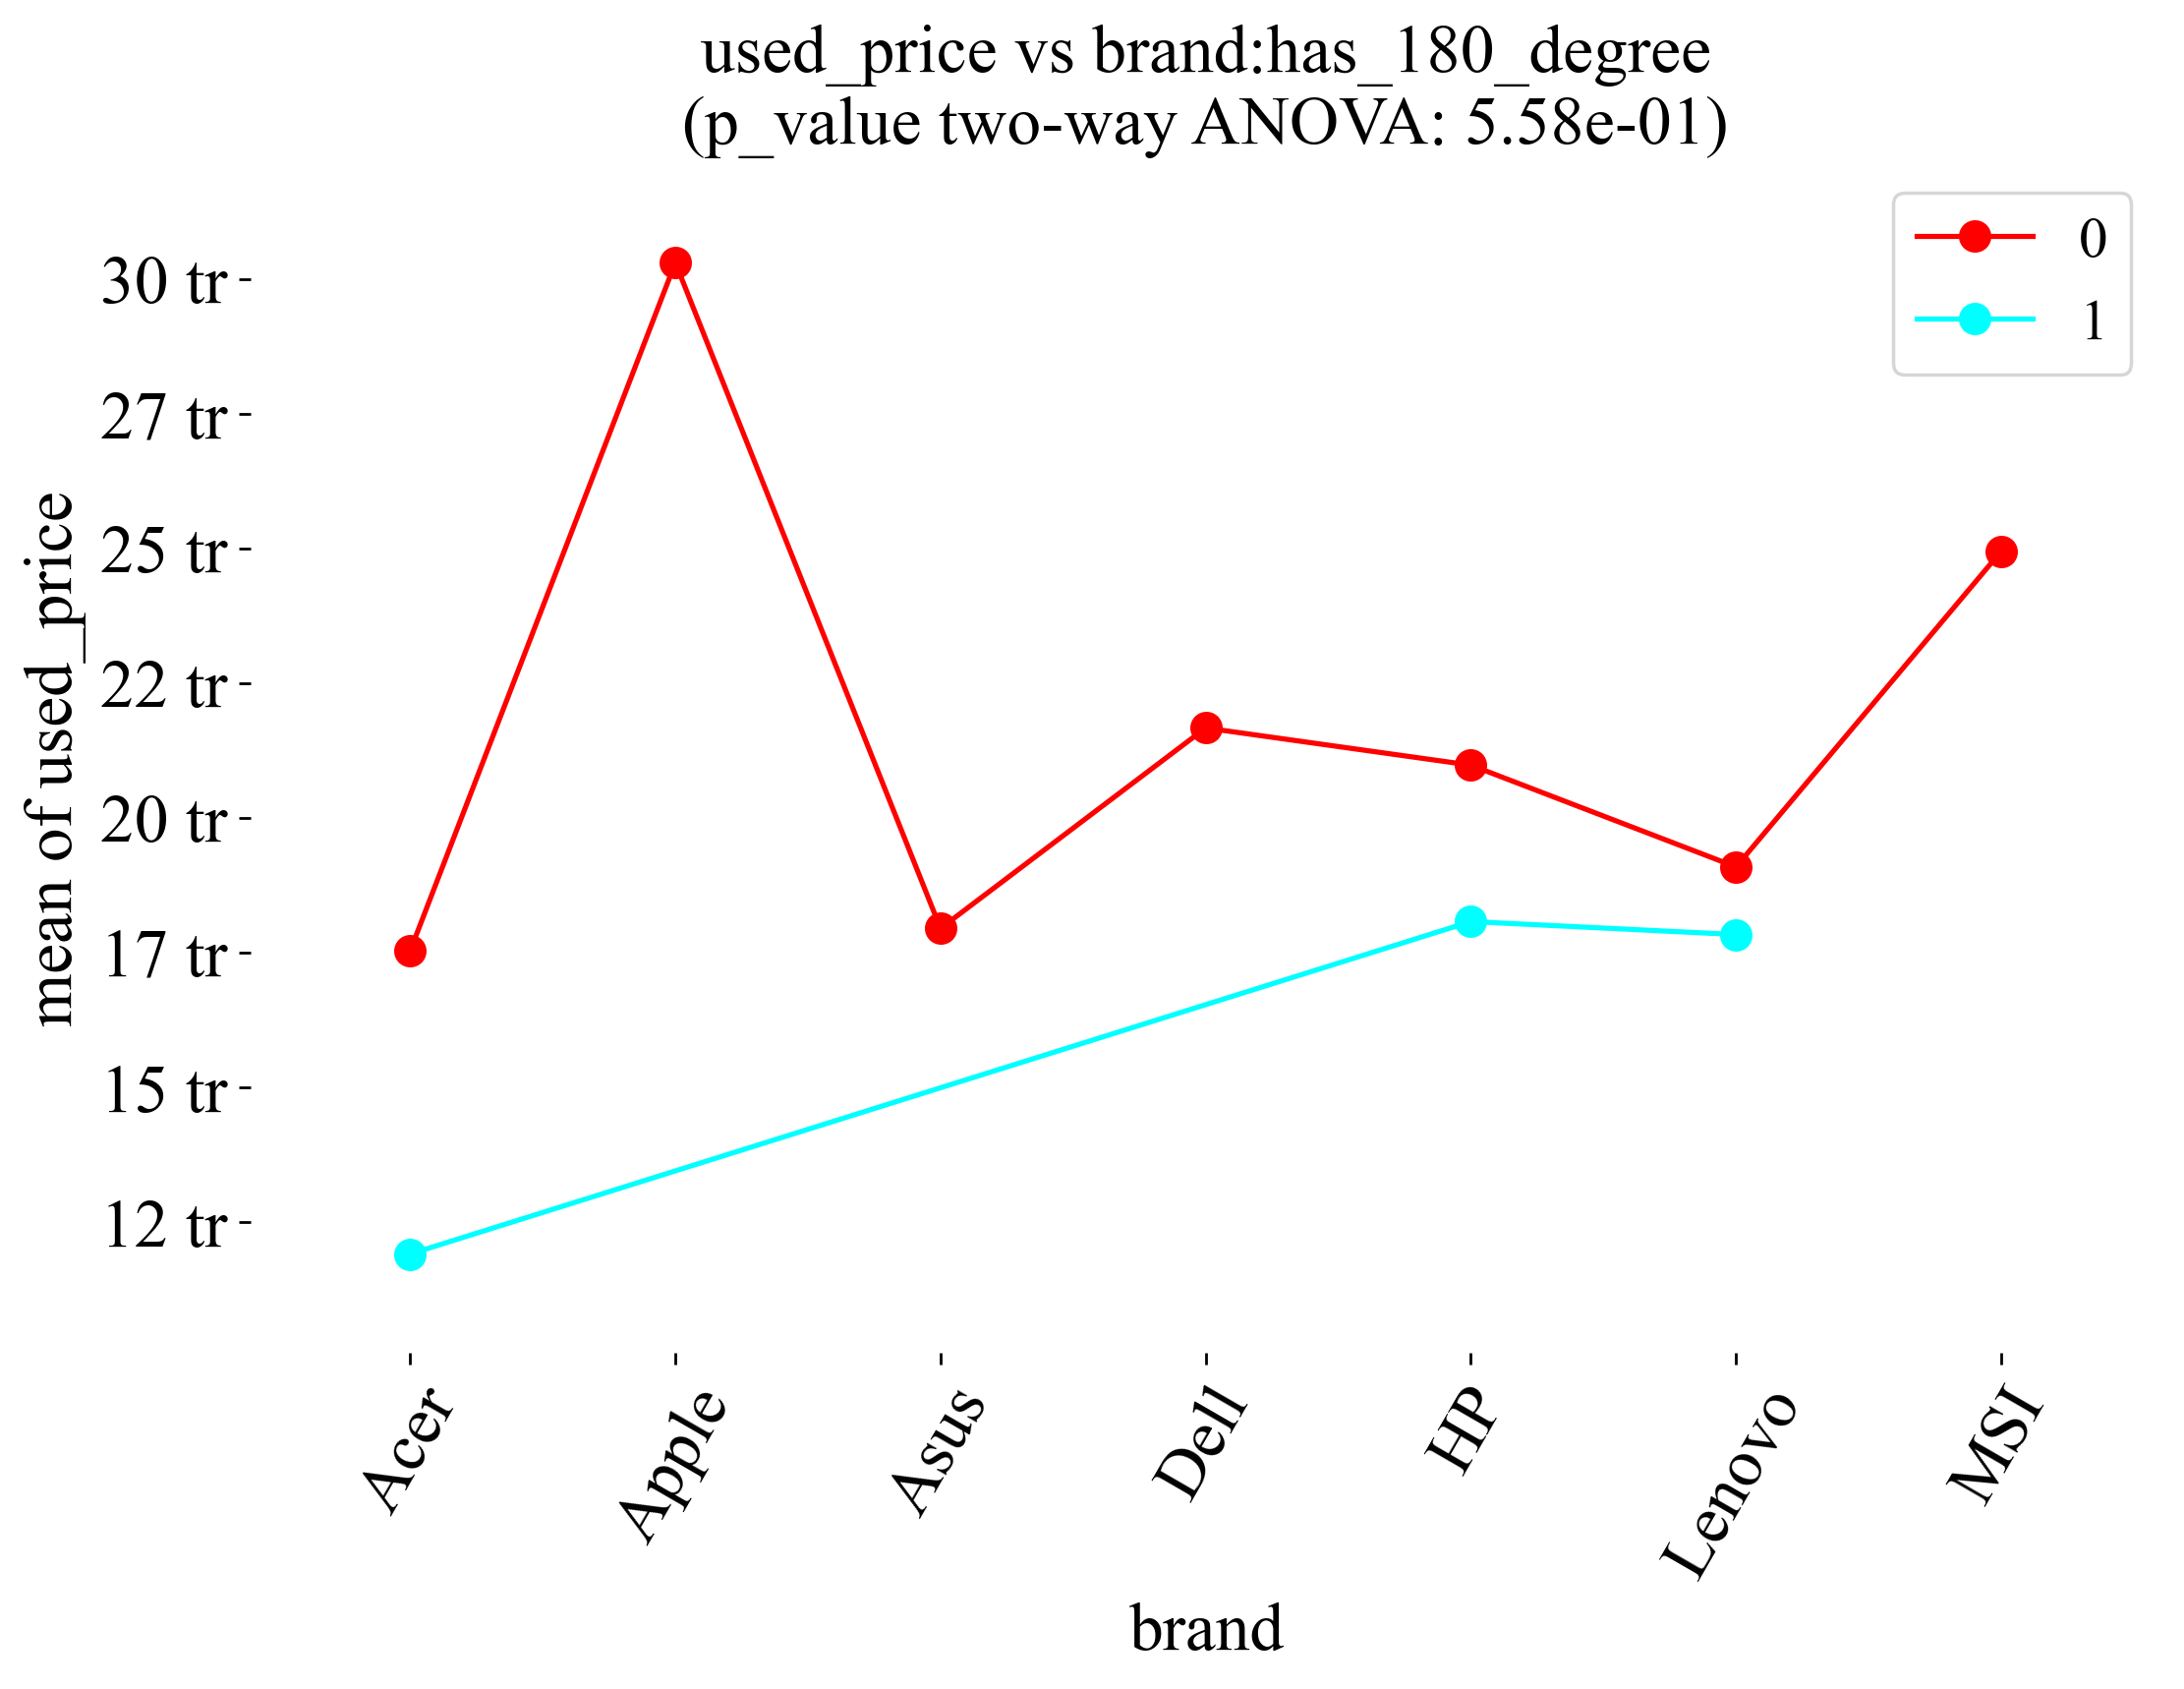 used_price vs brand:has_180_degree
(p_value two-way ANOVA: 5.58e-01)
0
1
mean of used_price
30 tr
27 tr
25 tr
22 tr
20 tr
17 tr
15 tr
12 tr
Acer
Apple
Asus
Dell
HP
Lenovo
MSI
brand